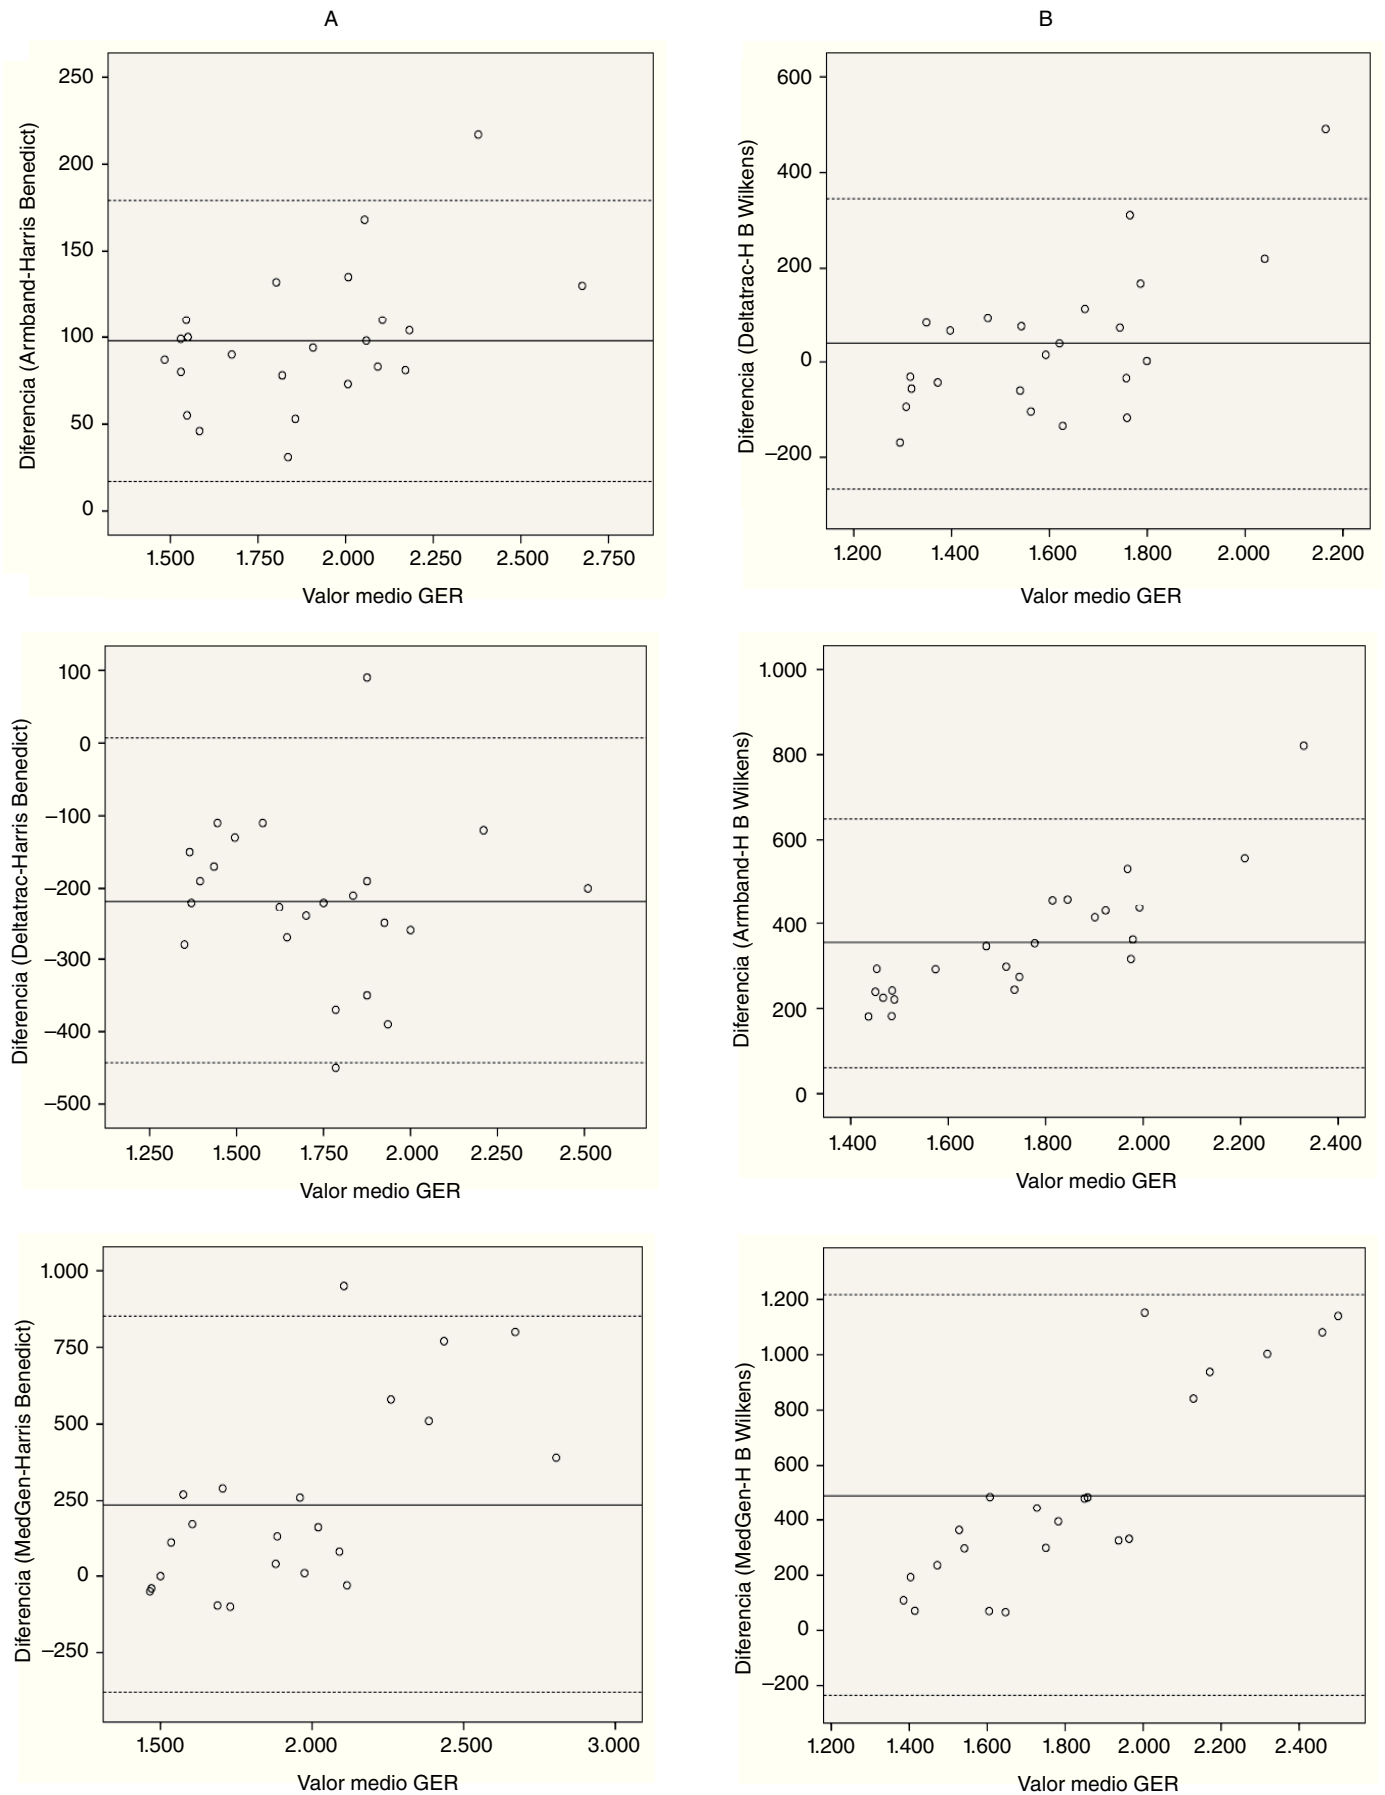 A
B
Diferencia (Armband-Harris Benedict)
250
200
150
100
50
0
1.500 1.750 2.000 2.250 2.500 2.750
Valor medio GER
Diferencia (Deltatrac-H B Wilkens)
600
400
200
0
–200
1.200 1.400 1.600 1.800 2.000 2.200
Valor medio GER
Diferencia (Deltatrac-Harris Benedict)
100
0
–100
–200
–300
–400
–500
1.250 1.500 1.750 2.000 2.250 2.500
Valor medio GER
Diferencia (Armband-H B Wilkens)
1.000
800
600
400
200
0
1.400 1.600 1.800 2.000 2.200 2.400
Valor medio GER
Diferencia (MedGen-Harris Benedict)
1.000
750
500
250
0
–250
1.500 2.000 2.500 3.000
Valor medio GER
Diferencia (MedGen-H B Wilkens)
1.200
1.000
800
600
400
200
0
–200
1.200 1.400 1.600 1.800 2.000 2.200 2.400
Valor medio GER